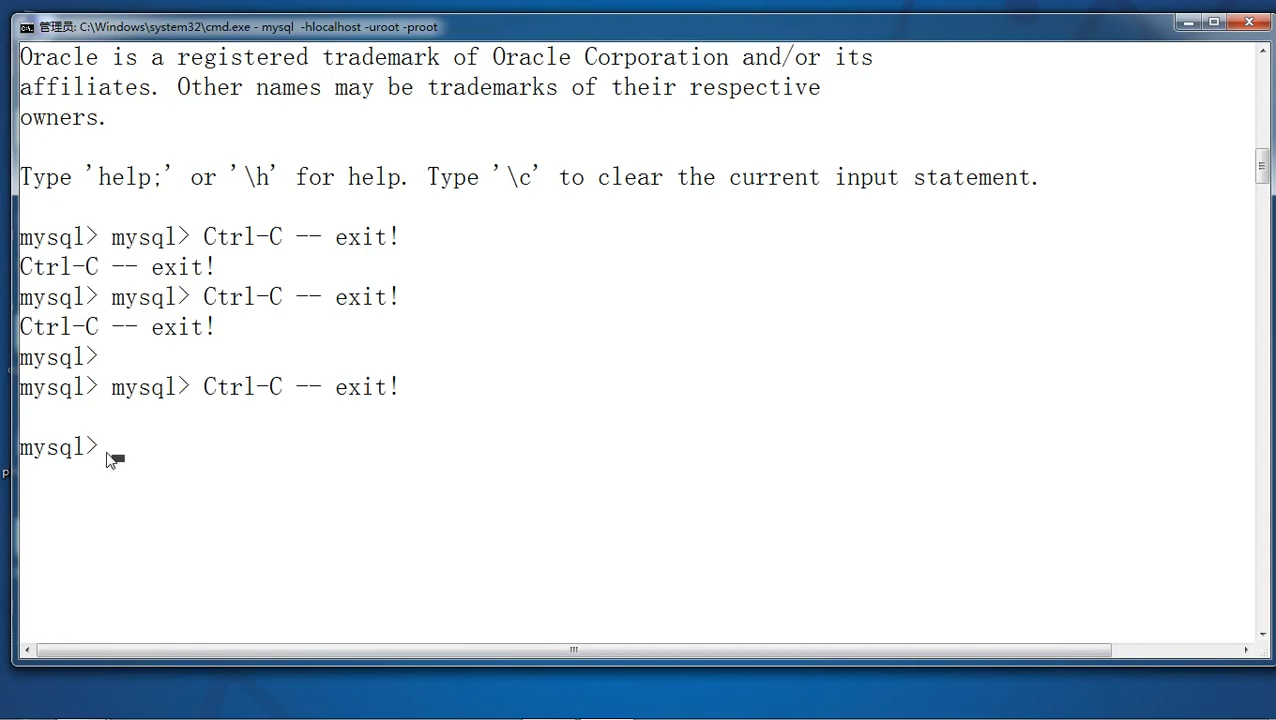 管理员: C:\Windows\system32\cmd.exe - mysql  -hlocalhost -uroot -proot
Oracle is a registered trademark of Oracle Corporation and/or its
affiliates. Other names may be trademarks of their respective
owners.
Type 'help;' or '\h' for help. Type '\c' to clear the current input statement.
mysql> mysql> Ctrl-C -- exit!
Ctrl-C -- exit!
mysql> mysql> Ctrl-C -- exit!
Ctrl-C -- exit!
mysql>
mysql> mysql> Ctrl-C -- exit!
mysql>
p